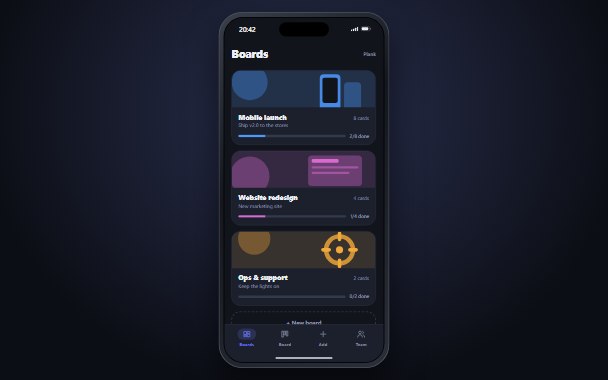 20:42
Boards
Plank
Mobile launch
8 cards
Ship v2.0 to the stores
2/8 done
Website redesign
4 cards
New marketing site
1/4 done
Ops & support
2 cards
Keep the lights on
0/2 done
+ New board
Boards
Board
Add
Team